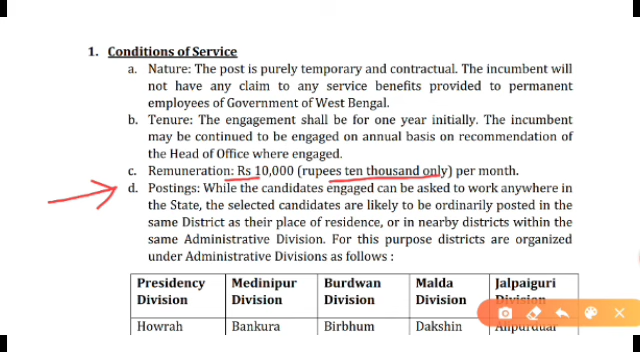 1. Conditions of Service
a. Nature: The post is purely temporary and contractual. The incumbent will
not have any claim to any service benefits provided to permanent
employees of Government of West Bengal.
b. Tenure: The engagement shall be for one year initially. The incumbent
may be continued to be engaged on annual basis on recommendation of
the Head of Office where engaged.
c. Remuneration: Rs 10,000 (rupees ten thousand only) per month.
d. Postings: While the candidates engaged can be asked to work anywhere in
the State, the selected candidates are likely to be ordinarily posted in the
same District as their place of residence, or in nearby districts within the
same Administrative Division. For this purpose districts are organized
under Administrative Divisions as follows :
Presidency Medinipur Burdwan Malda Jalpaiguri
Division Division Division Division Division
Howrah Bankura Birbhum Dakshin